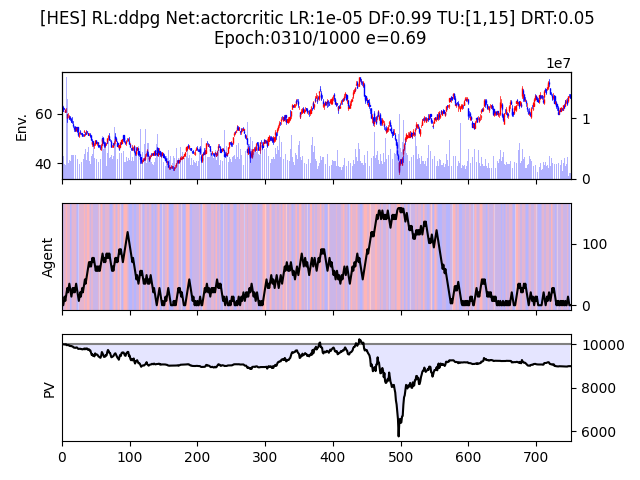 [HES] RL:ddpg Net:actorcritic LR:1e-05 DF:0.99 TU:[1,15] DRT:0.05
Epoch:0310/1000 e=0.69
1e7
Env.
60
40
1
0
Agent
100
0
PV
10000
8000
6000
0 100 200 300 400 500 600 700